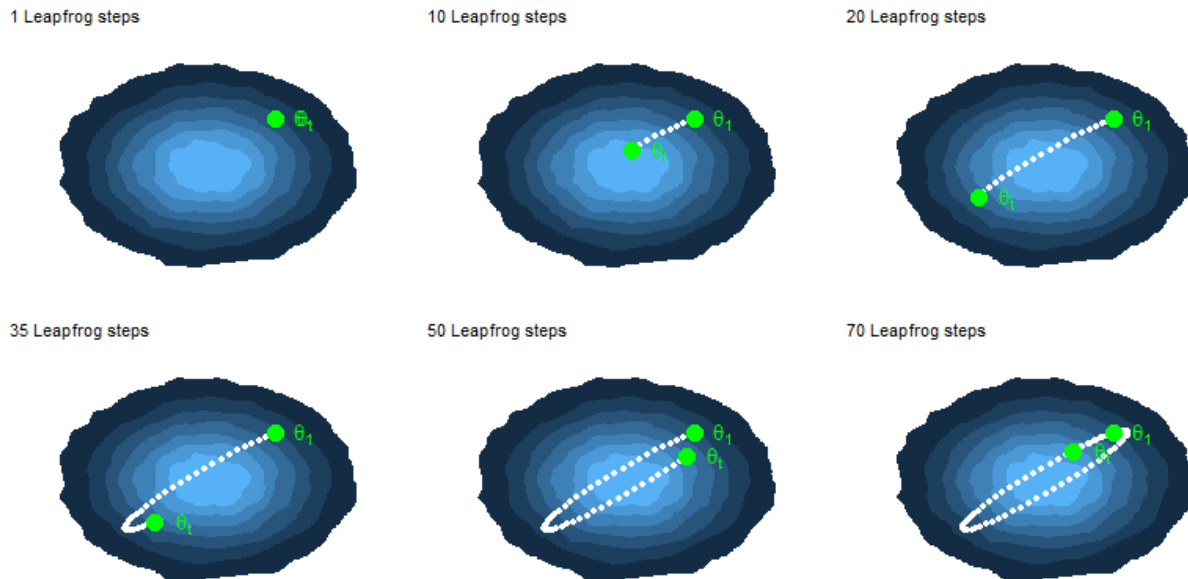 1 Leapfrog steps
10 Leapfrog steps
20 Leapfrog steps
θt
θ1
θt
θ1
θt
35 Leapfrog steps
50 Leapfrog steps
70 Leapfrog steps
θ1
θt
θ1
θt
θ1
θt